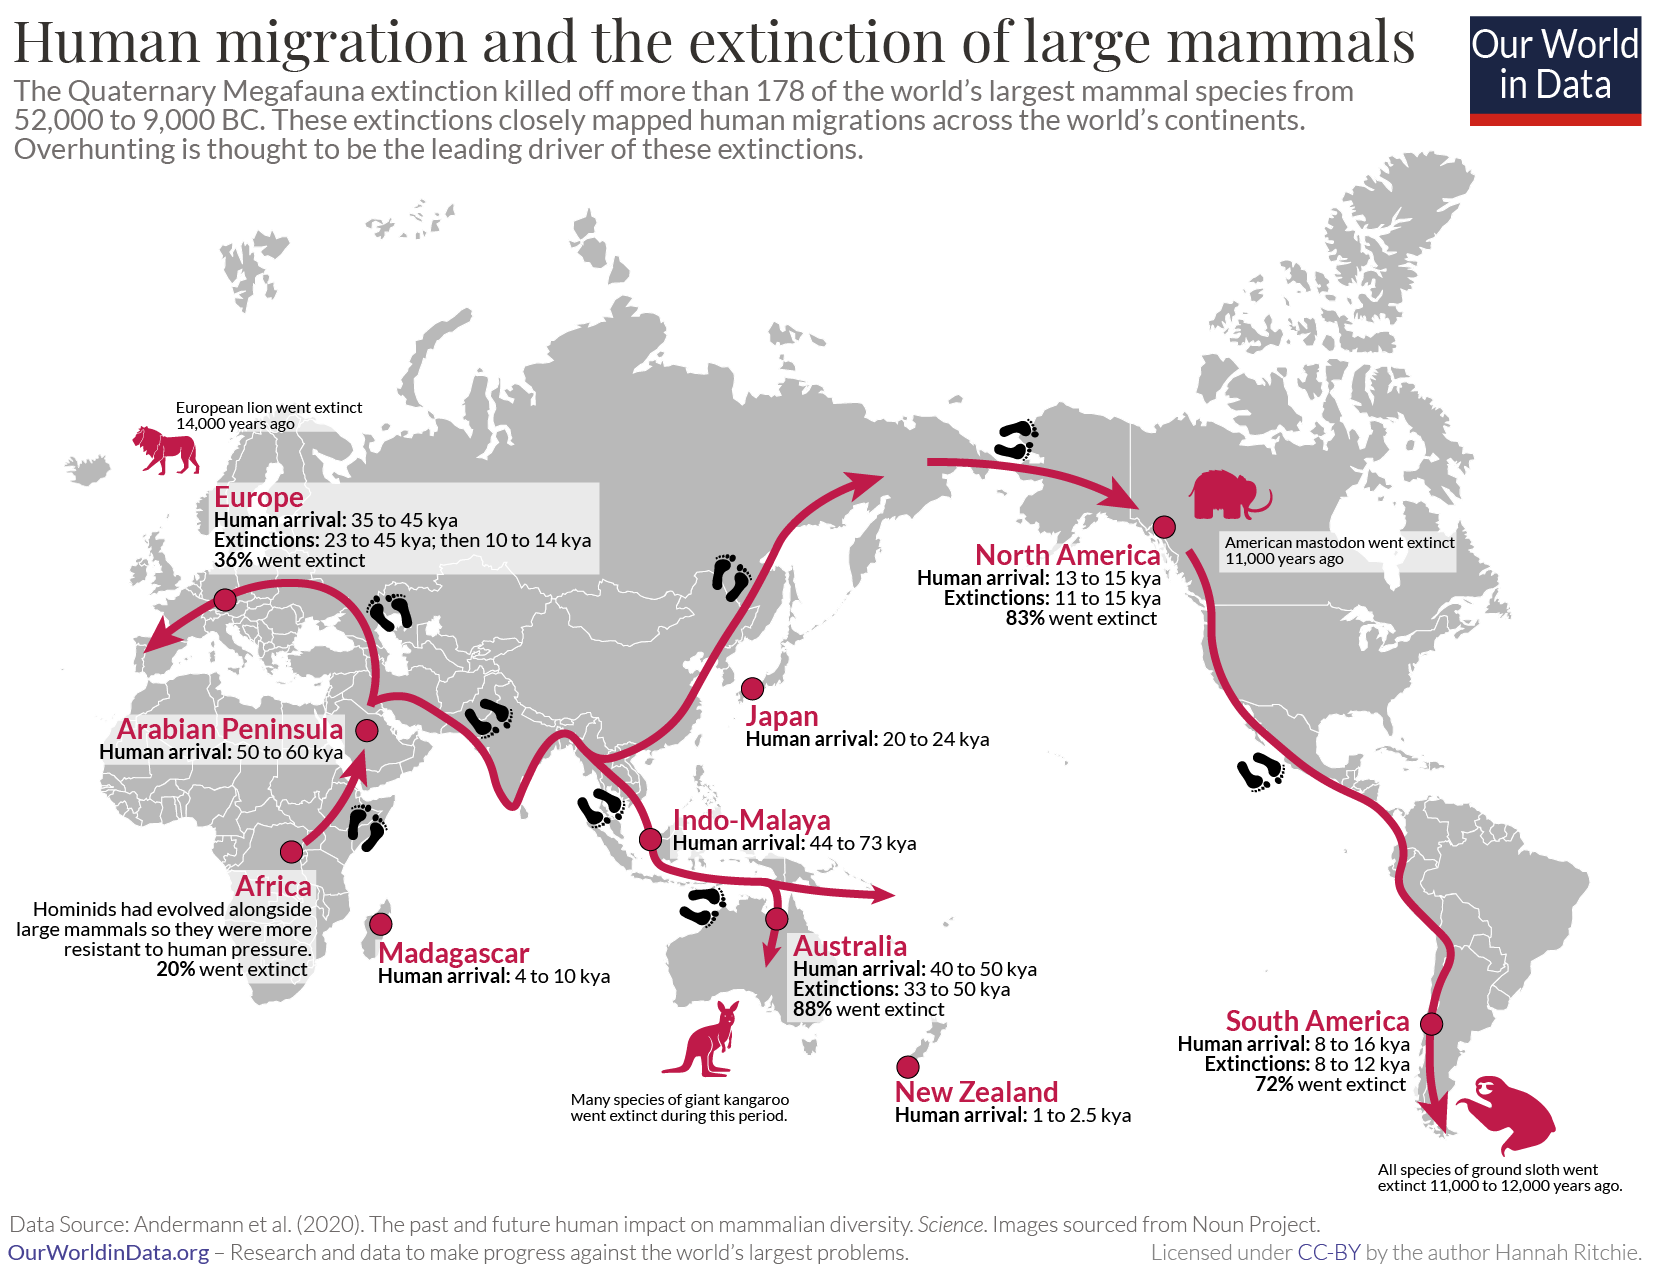 Human migration and the extinction of large mammals
Our World
in Data
The Quaternary Megafauna extinction killed off more than 178 of the world's largest mammal species from
52,000 to 9,000 BC. These extinctions closely mapped human migrations across the world's continents.
Overhunting is thought to be the leading driver of these extinctions.
European lion went extinct
14,000 years ago
Europe
Human arrival: 35 to 45 kya
Extinctions: 23 to 45 kya; then 10 to 14 kya
36% went extinct
American mastodon went extinct
11,000 years ago
North America
Human arrival: 13 to 15 kya
Extinctions: 11 to 15 kya
83% went extinct
Arabian Peninsula
Human arrival: 50 to 60 kya
Japan
Human arrival: 20 to 24 kya
Indo-Malaya
Human arrival: 44 to 73 kya
Africa
Hominids had evolved alongside
large mammals so they were more
resistant to human pressure.
20% went extinct
Madagascar
Human arrival: 4 to 10 kya
Australia
Human arrival: 40 to 50 kya
Extinctions: 33 to 50 kya
88% went extinct
South America
Human arrival: 8 to 16 kya
Extinctions: 8 to 12 kya
72% went extinct
Many species of giant kangaroo
went extinct during this period.
New Zealand
Human arrival: 1 to 2.5 kya
All species of ground sloth went
extinct 11,000 to 12,000 years ago.
Data Source: Andermann et al. (2020). The past and future human impact on mammalian diversity. Science. Images sourced from Noun Project.
OurWorldinData.org – Research and data to make progress against the world's largest problems.
Licensed under CC-BY by the author Hannah Ritchie.